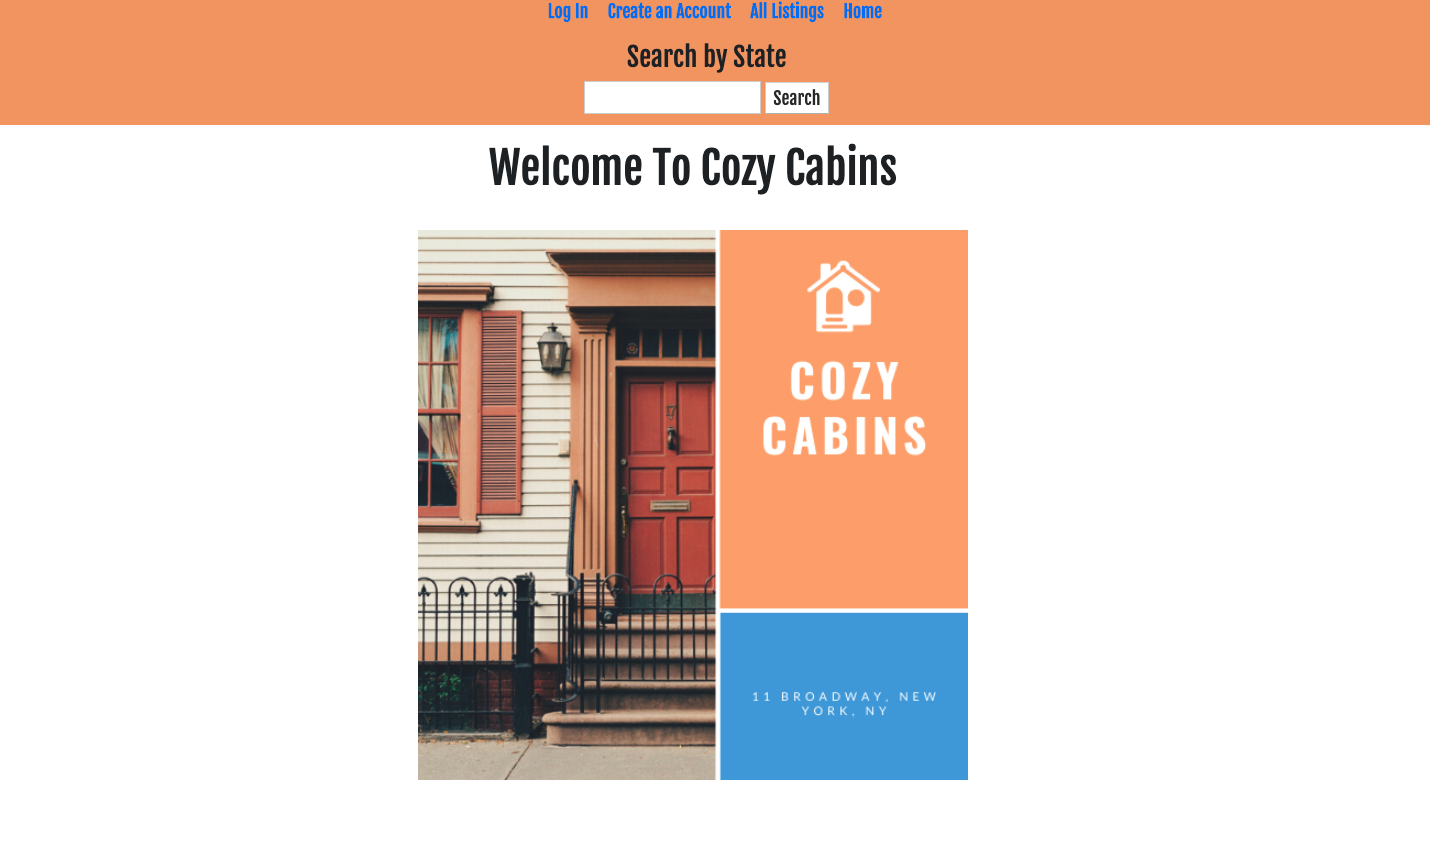 Log In Create an Account All Listings Home
Search by State
Search
Welcome To Cozy Cabins
17
COZY
CABINS
11 BROADWAY, NEW
YORK, NY